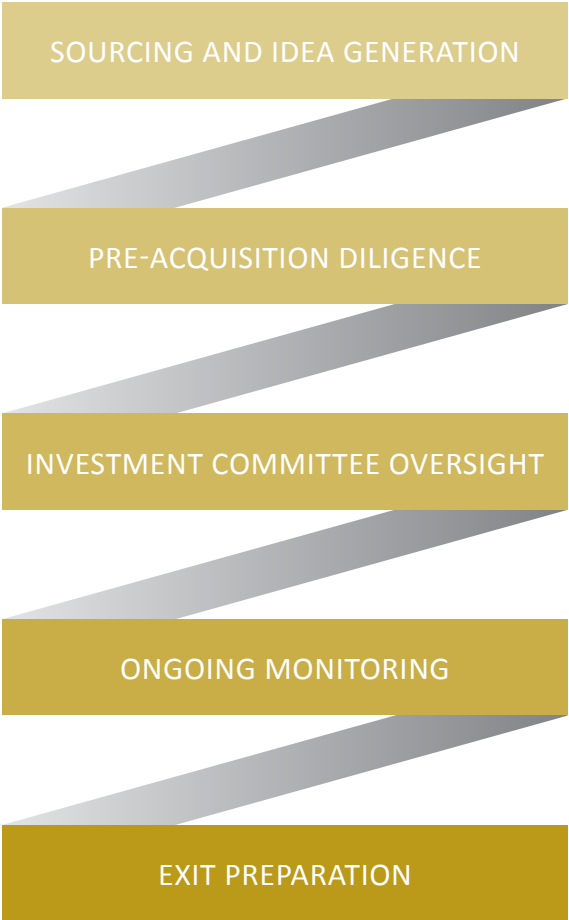 SOURCING AND IDEA GENERATION
PRE-ACQUISITION DILIGENCE
INVESTMENT COMMITTEE OVERSIGHT
ONGOING MONITORING
EXIT PREPARATION